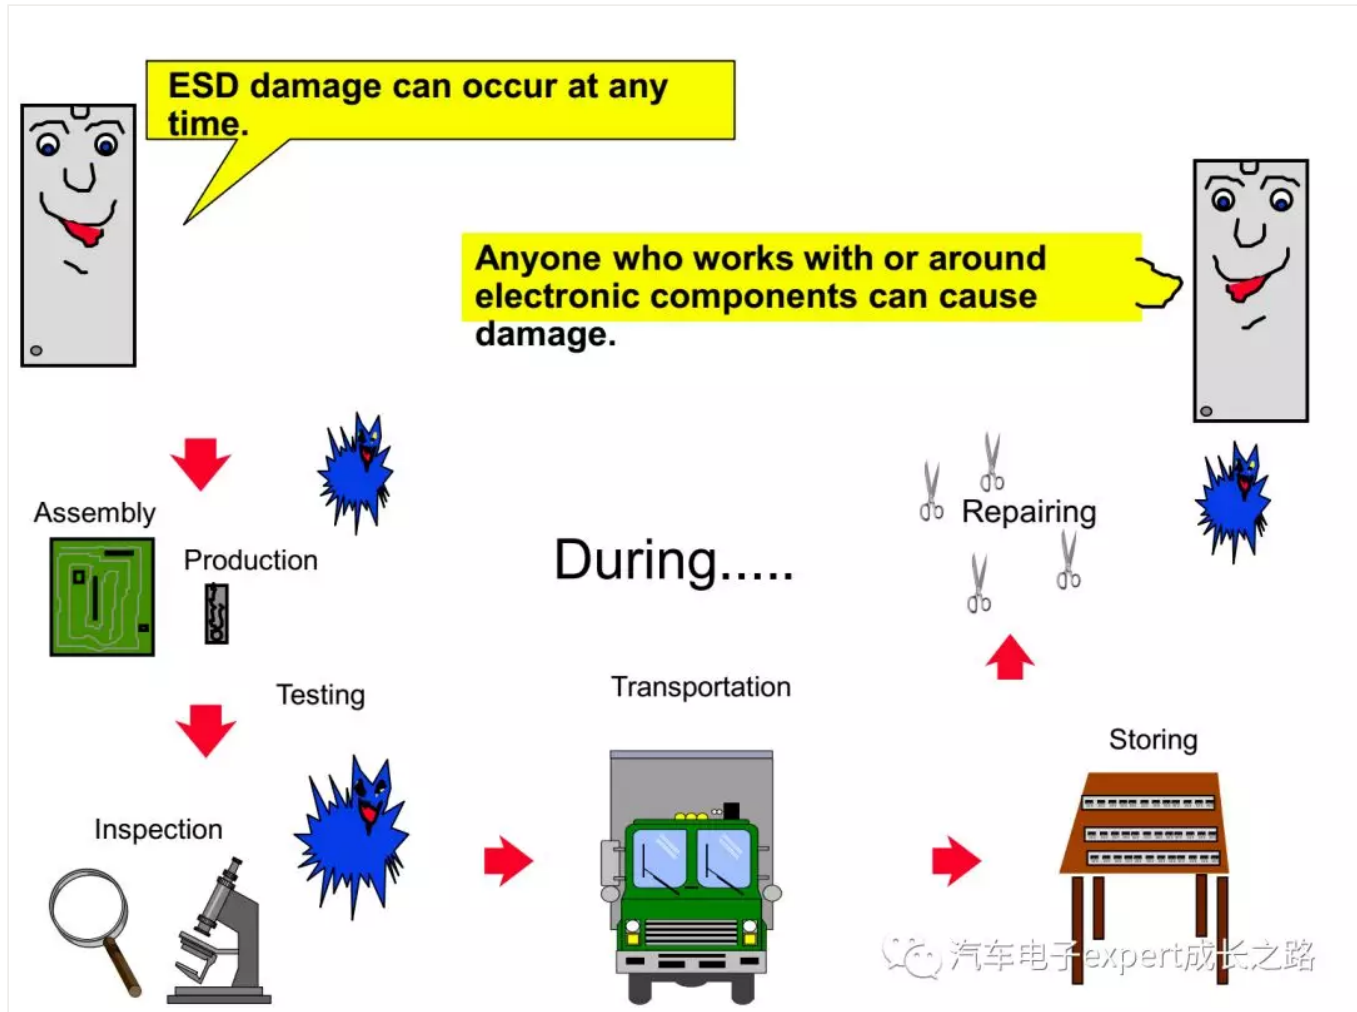 ESD damage can occur at any
time.
Anyone who works with or around
electronic components can cause
damage.
Assembly
Production
During.....
Repairing
Testing
Transportation
Storing
Inspection
汽车电子expert成长之路